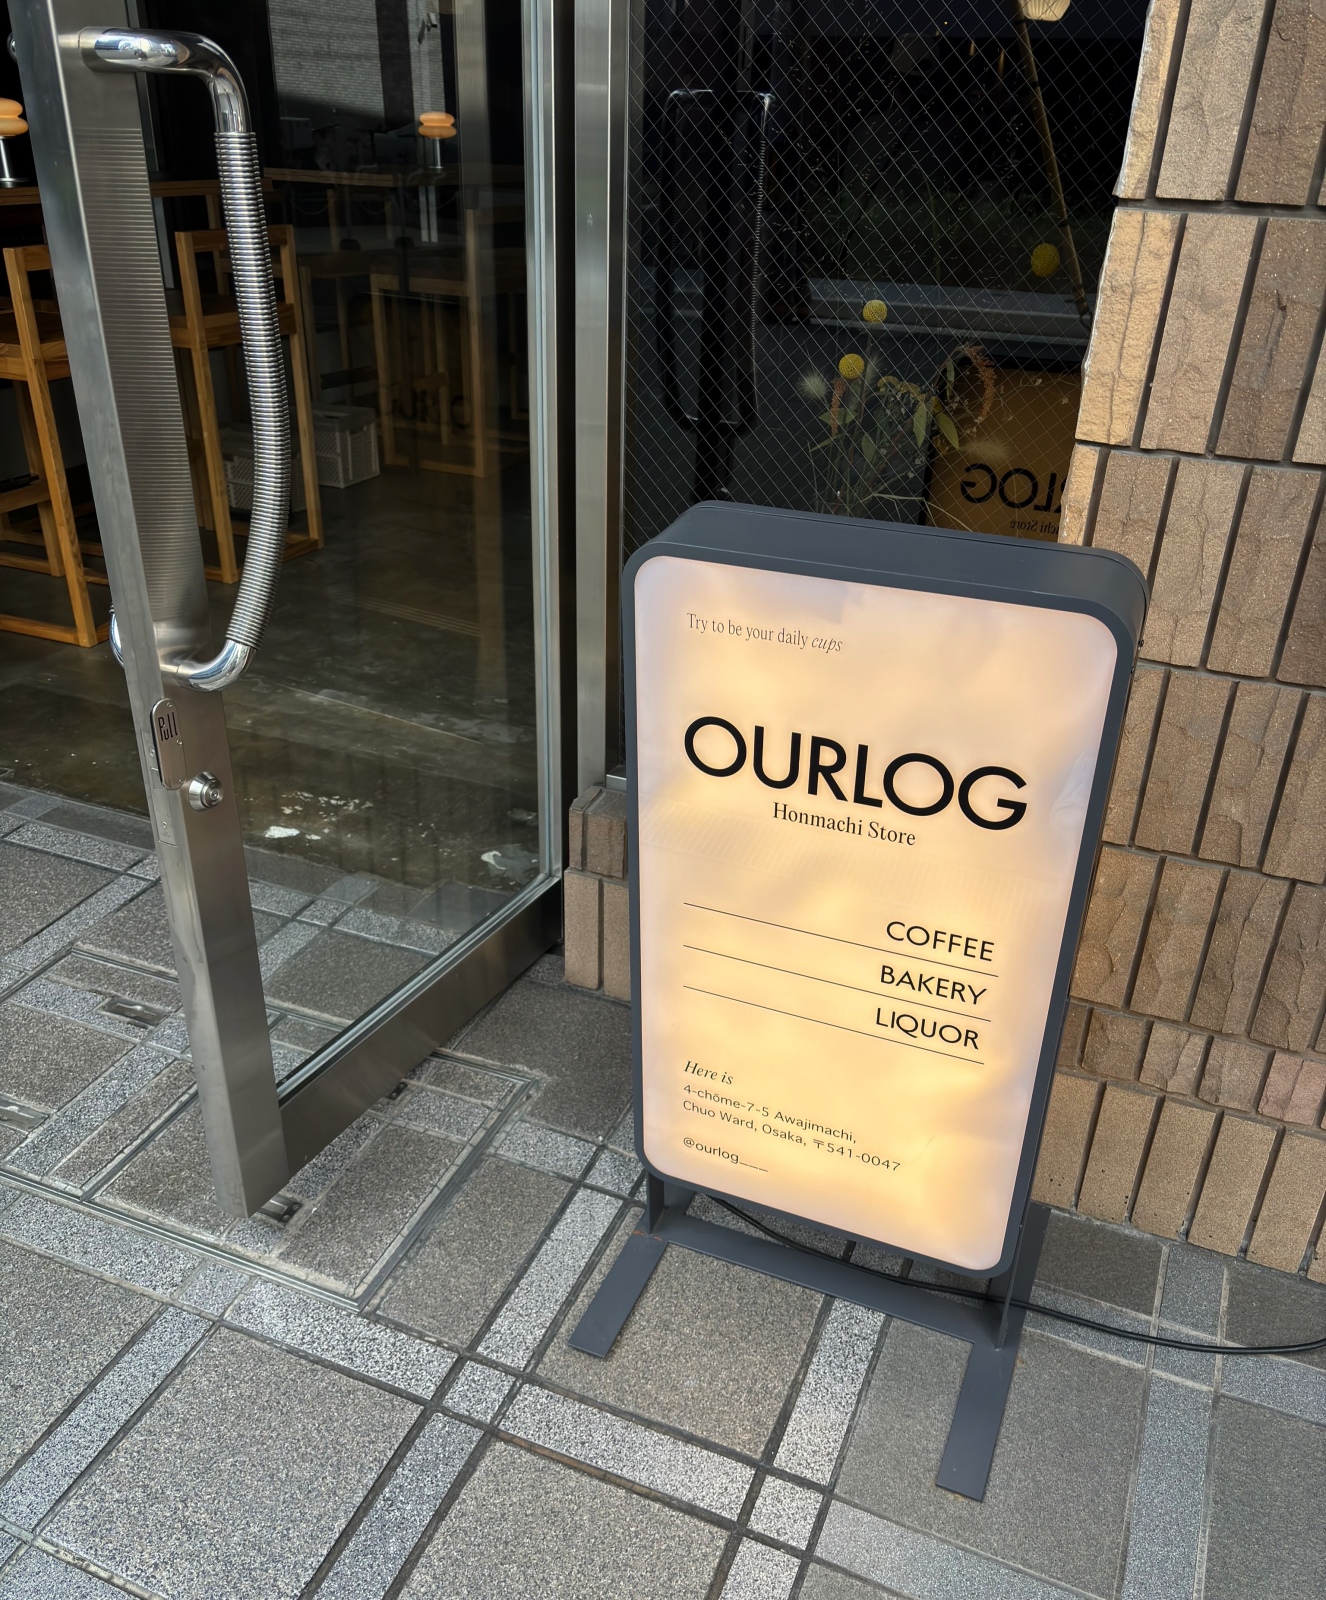 Pull
Try to be your daily cups
OURLOG
Honmachi Store
COFFEE
BAKERY
LIQUOR
Here is
4-chōme-7-5 Awajimachi,
Chuo Ward, Osaka, 〒541-0047
@ourlog___